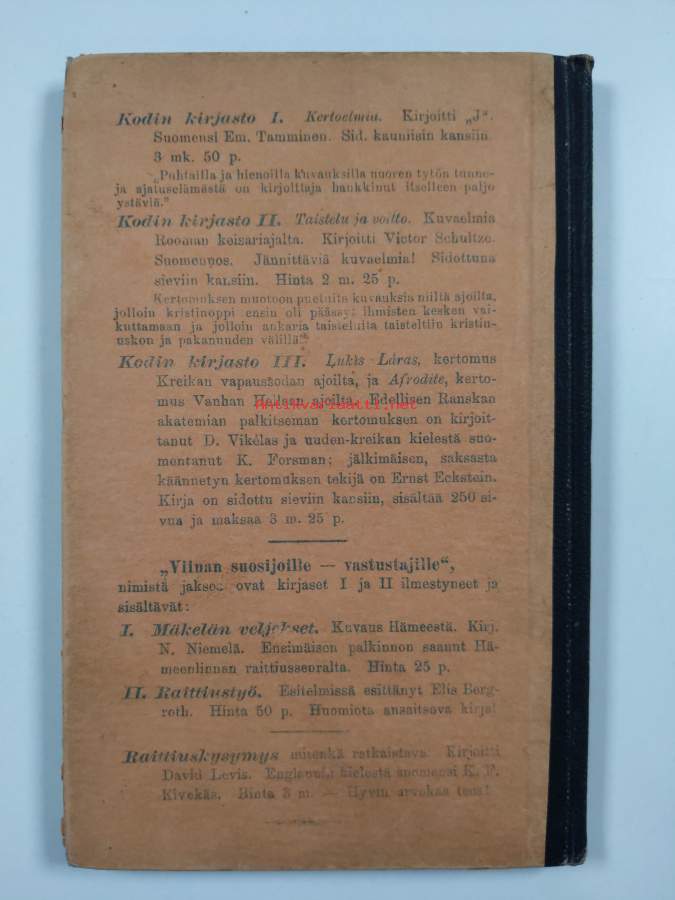 Kodin kirjasto I. Kertoelmia. Kirjoitti „J“.
Suomensi Em. Tamminen. Sid. kauniisin kansiin
3 mk. 50 p.
„Puhtailla ja hienoilla kuvauksilla nuoren tytön tunne-
ja ajatuselämästä on kirjoittaja hankkinut itselleen paljo
ystäviä.“
Kodin kirjasto II. Taistelu ja voitto. Kuvaelmia
Rooman keisariajalta. Kirjoitti Victor Schultze.
Suomennos. Jännittäviä kuvaelmia! Sidottuna
sieviin kansiin. Hinta 2 m. 25 p.
Kertomuksen muotoon puetuita kuvauksia niiltä ajoilta,
jolloin kristinoppi ensin oli päässyt ihmisten kesken vai-
kuttamaan ja jolloin ankaria taisteluita taisteltiin kristin-
uskon ja pakanuuden välillä.“
Kodin kirjasto III. Lukis Láras, kertomus
Kreikan vapaussodan ajoilta, ja Afrodite, kerto-
mus Vanhan Hellaan ajoilta. Edellisen Ranskan
antikvariaatti.net
akatemian palkitseman kertomuksen on kirjoit-
tanut D. Vikélas ja uuden-kreikan kielestä suo-
mentanut K. Forsman; jälkimäisen, saksasta
käännetyn kertomuksen tekijä on Ernst Eckstein.
Kirja on sidottu sieviin kansiin, sisältää 250 si-
vua ja maksaa 3 m. 25 p.
„Viinan suosijoille — vastustajille“,
nimistä jaksoa ovat kirjaset I ja II ilmestyneet ja
sisältävät:
I. Mäkelän veljekset. Kuvaus Hämeestä. Kirj.
N. Niemelä. Ensimäisen palkinnon saanut Hä-
meenlinnan raittiusseuralta. Hinta 25 p.
II. Raittiustyö. Esitelmissä esittänyt Elis Berg-
roth. Hinta 50 p. Huomiota ansaitseva kirja!
Raittiuskysymys miten​kä ratkaistava. Kirjoitti
David Levis. Englannin kielestä suomensi K. F.
Kivekäs. Hinta 3 m. — Hyvin arvokas teos!